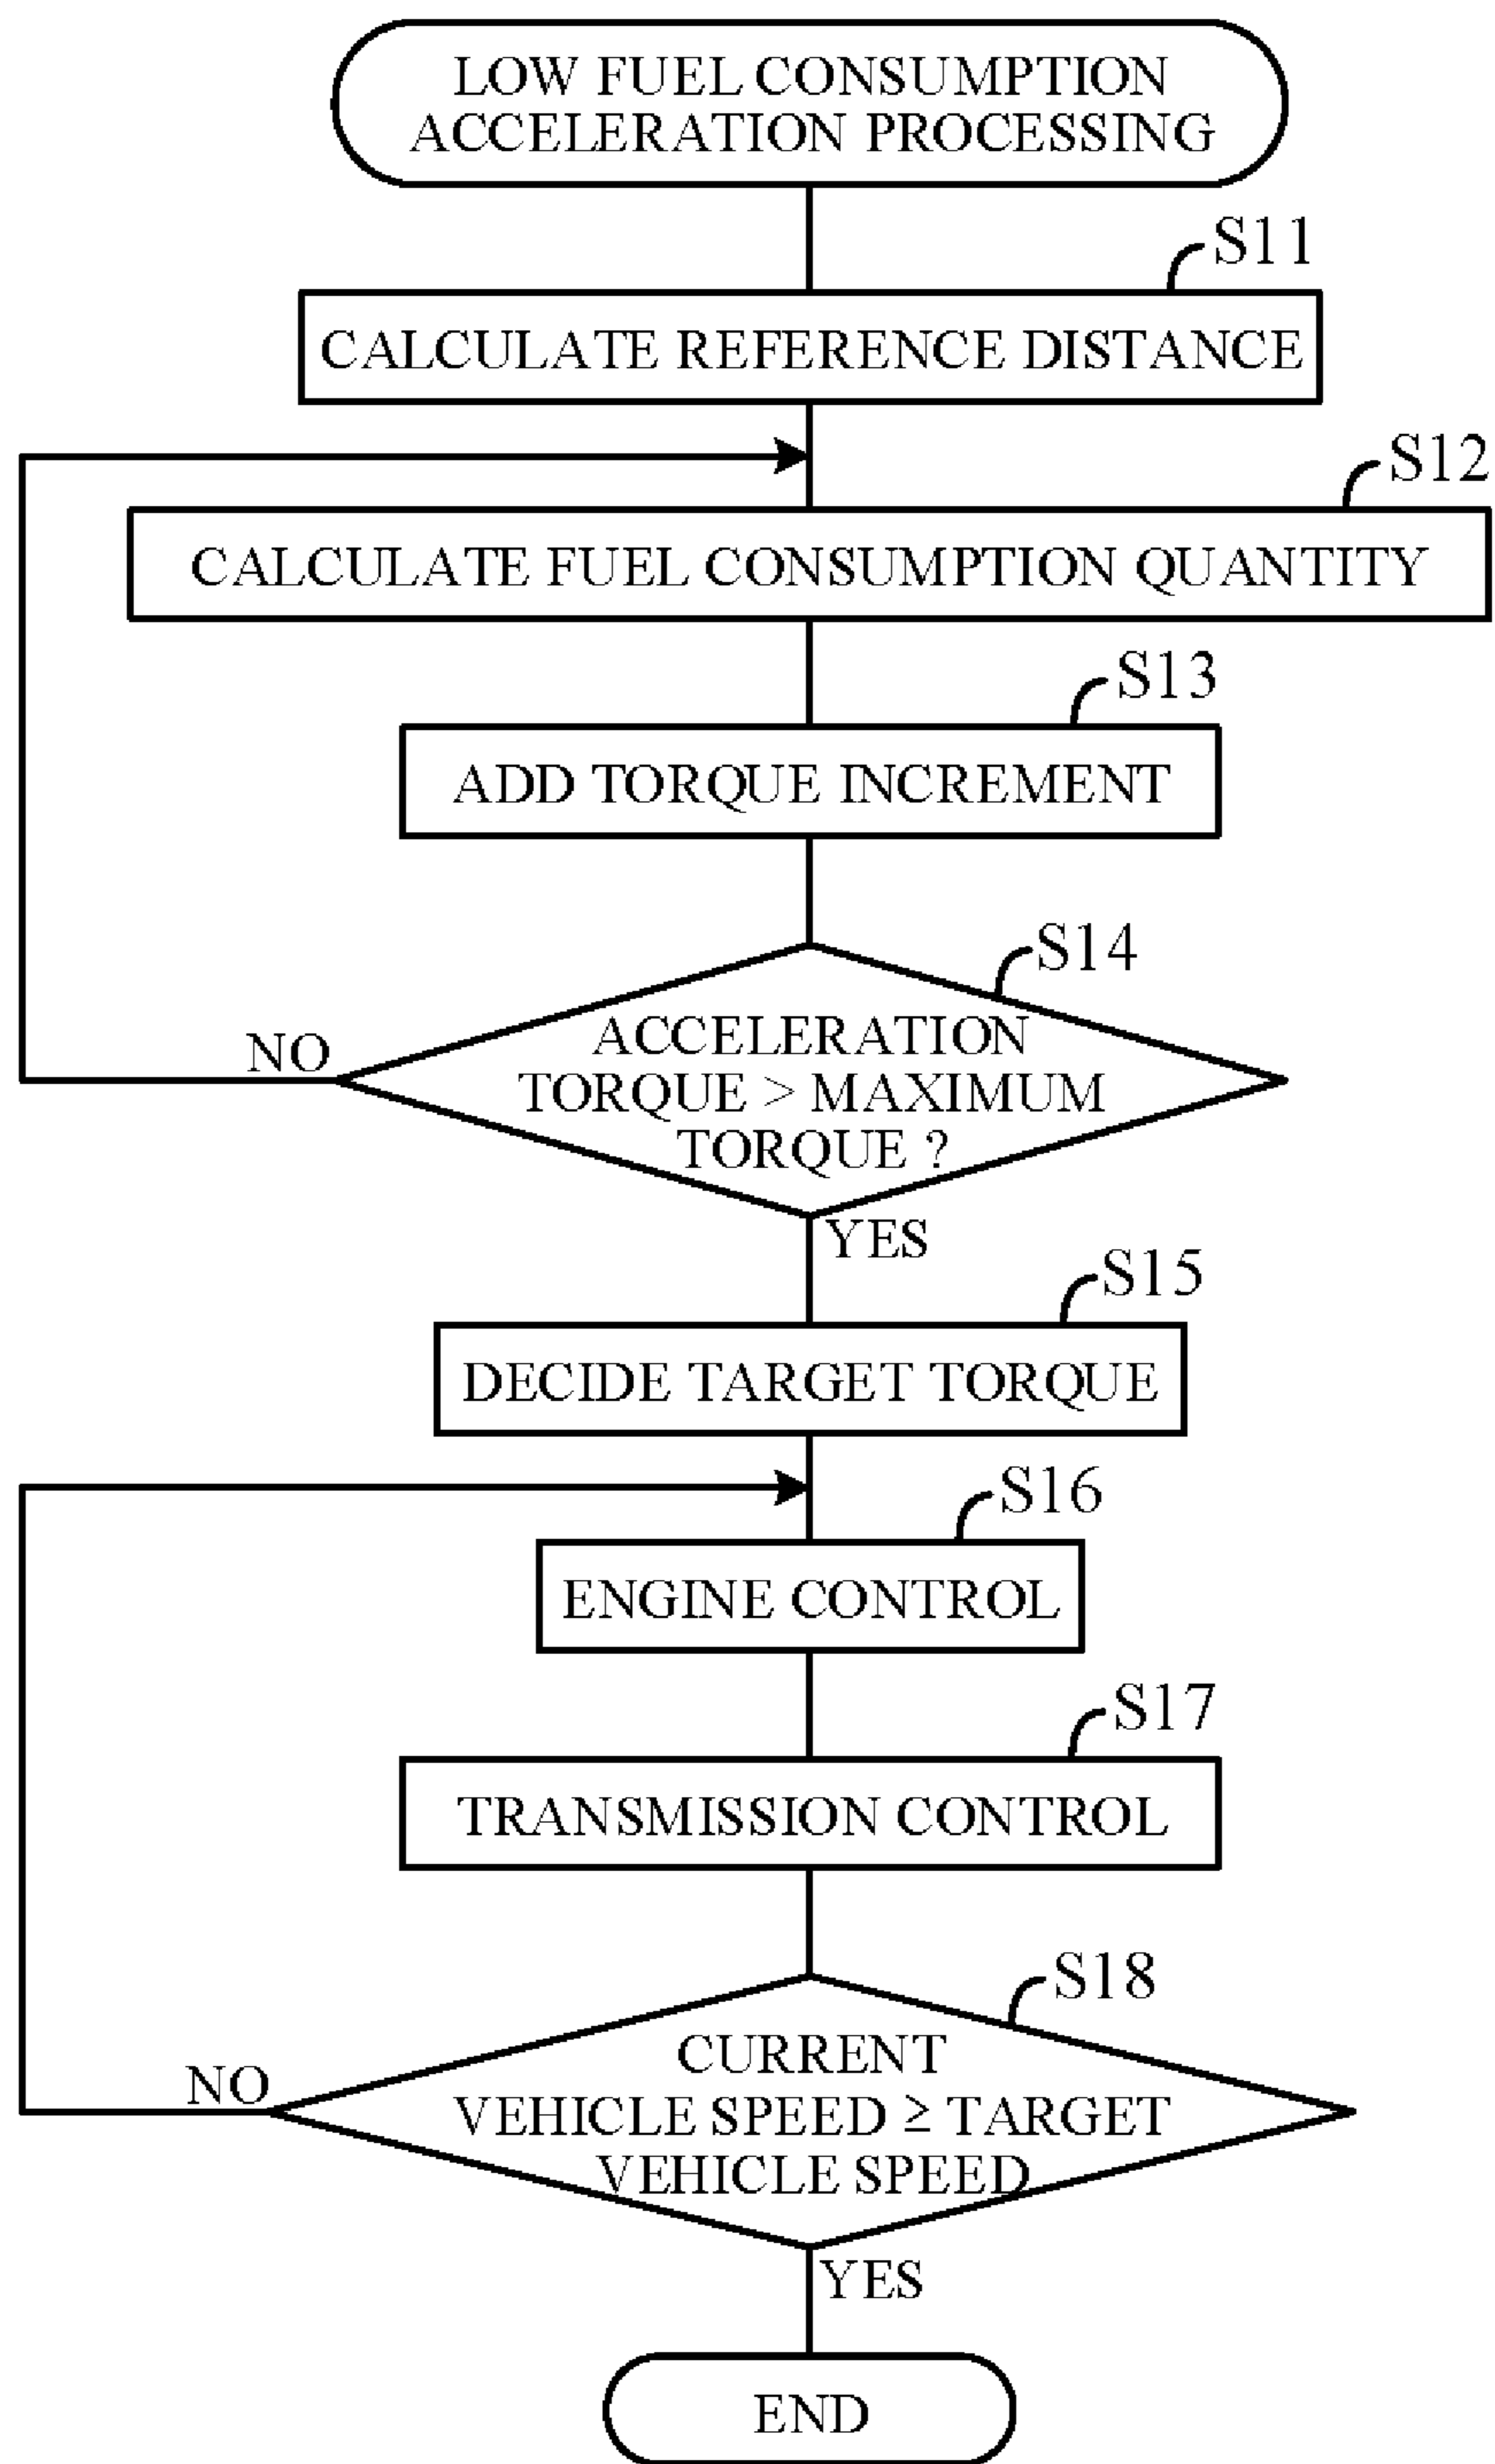 LOW FUEL CONSUMPTION
ACCELERATION PROCESSING
S11
CALCULATE REFERENCE DISTANCE
S12
CALCULATE FUEL CONSUMPTION QUANTITY
S13
ADD TORQUE INCREMENT
S14
ACCELERATION
TORQUE > MAXIMUM
TORQUE ?
NO
YES
S15
DECIDE TARGET TORQUE
S16
ENGINE CONTROL
S17
TRANSMISSION CONTROL
S18
CURRENT
VEHICLE SPEED ≥ TARGET
VEHICLE SPEED
NO
YES
END